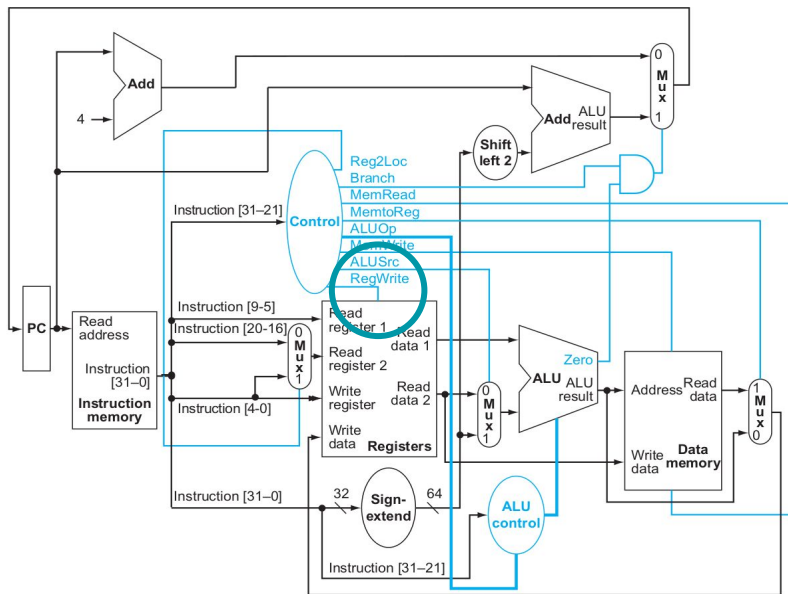 Add
4
0
Mux
1
Add
ALU
result
Shift
left 2
Reg2Loc
Branch
MemRead
MemtoReg
ALUOp
MemWrite
ALUSrc
RegWrite
Control
Instruction [31–21]
PC
Read
address
Instruction
[31–0]
Instruction
memory
Instruction [9-5]
Instruction [20-16]
Instruction [4-0]
0
Mux
1
Read
register 1
Read
register 2
Write
register
Write
data
Read
data 1
Read
data 2
Registers
0
Mux
1
Zero
ALU
ALU
result
Address
Read
data
Write
data
Data
memory
1
Mux
0
Instruction [31–0]
32
Sign-
extend
64
ALU
control
Instruction [31–21]